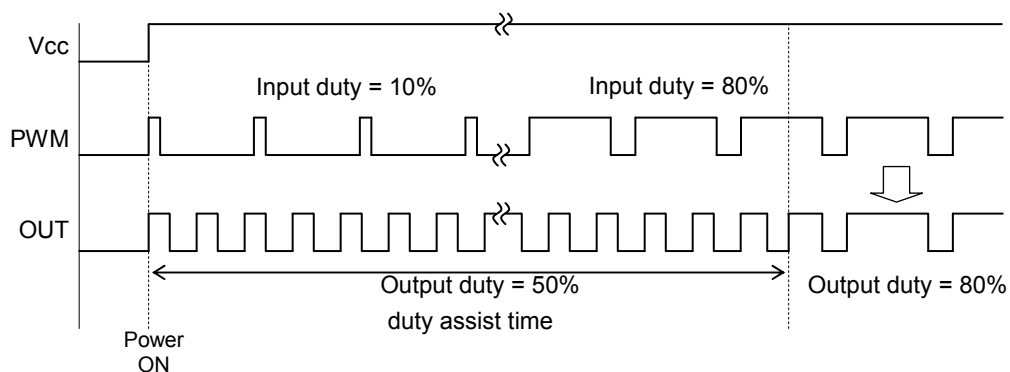 Vcc
Input duty = 10%
Input duty = 80%
PWM
OUT
Output duty = 50%
Output duty = 80%
duty assist time
Power
ON